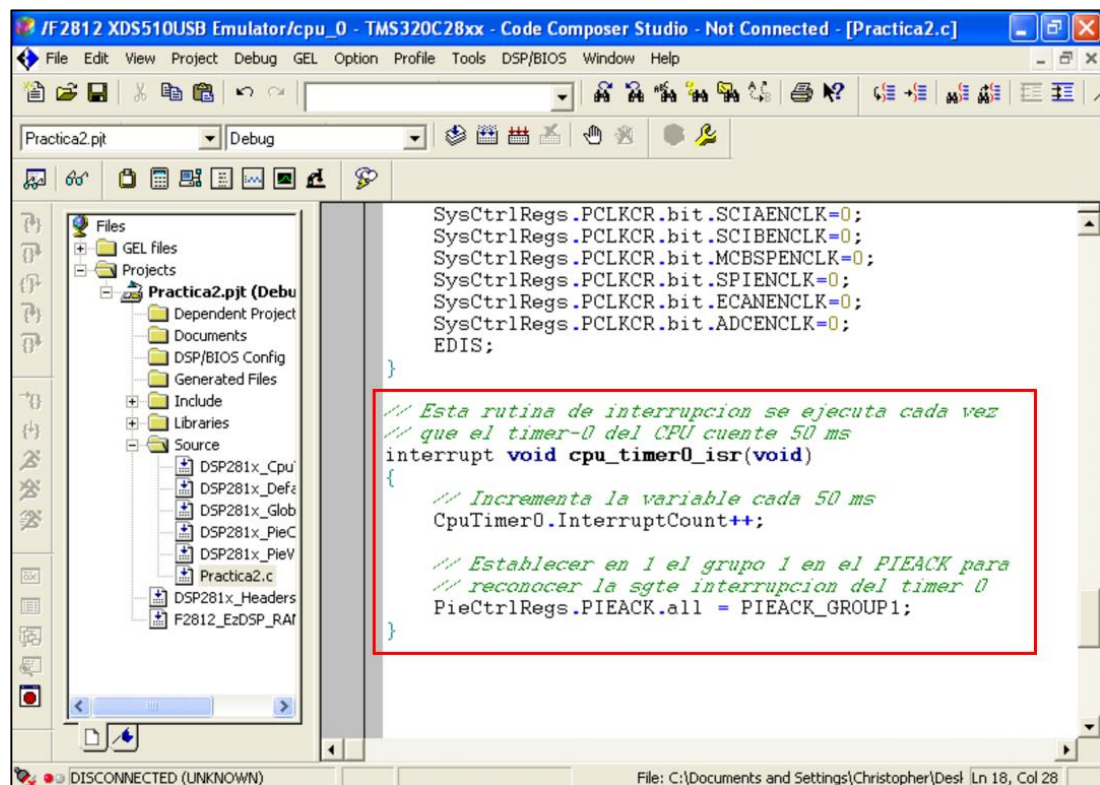 /F2812 XDS510USB Emulator/cpu_0 - TMS320C28xx - Code Composer Studio - Not Connected - [Practica2.c]
File Edit View Project Debug GEL Option Profile Tools DSP/BIOS Window Help
Practica2.pjt Debug
Files
GEL files
Projects
Practica2.pjt (Debu
Dependent Project
Documents
DSP/BIOS Config
Generated Files
Include
Libraries
Source
DSP281x_Cpu
DSP281x_Defa
DSP281x_Glob
DSP281x_PieC
DSP281x_PieV
Practica2.c
DSP281x_Headers
F2812_EzDSP_RAM
SysCtrlRegs.PCLKCR.bit.SCIAENCLK=0;
SysCtrlRegs.PCLKCR.bit.SCIBENCLK=0;
SysCtrlRegs.PCLKCR.bit.MCBSPENCLK=0;
SysCtrlRegs.PCLKCR.bit.SPIENCLK=0;
SysCtrlRegs.PCLKCR.bit.ECANENCLK=0;
SysCtrlRegs.PCLKCR.bit.ADCENCLK=0;
EDIS;
}
// Esta rutina de interrupcion se ejecuta cada vez
// que el timer-0 del CPU cuente 50 ms
interrupt void cpu_timer0_isr(void)
{
// Incrementa la variable cada 50 ms
CpuTimer0.InterruptCount++;
// Establecer en 1 el grupo 1 en el PIEACK para
// reconocer la sgte interrupcion del timer 0
PieCtrlRegs.PIEACK.all = PIEACK_GROUP1;
}
DISCONNECTED (UNKNOWN) File: C:\Documents and Settings\Christopher\Desk Ln 18, Col 28